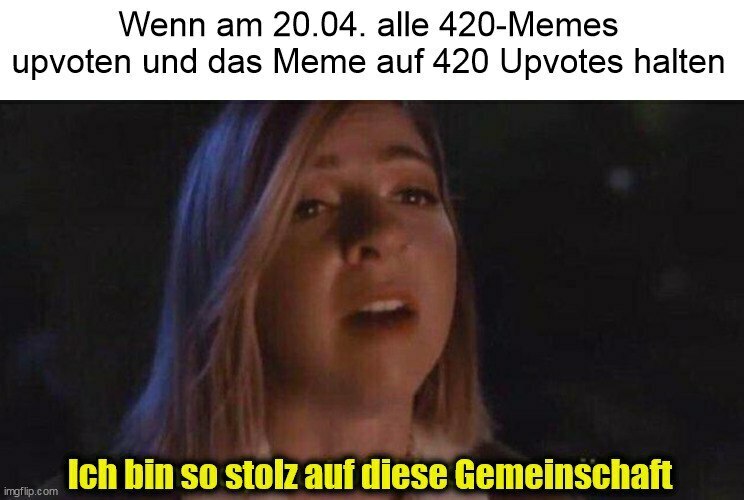 Wenn am 20.04. alle 420-Memes
upvoten und das Meme auf 420 Upvotes halten
Ich bin so stolz auf diese Gemeinschaft
imgflip.com